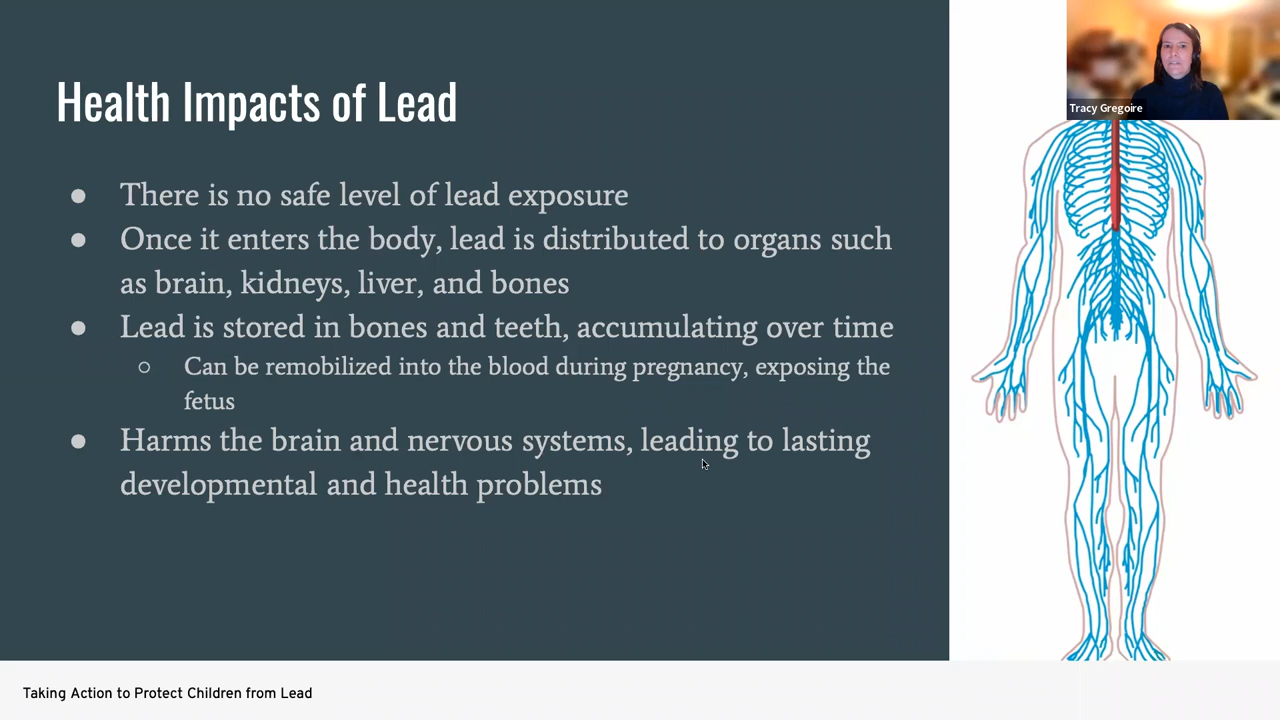 Health Impacts of Lead
Tracy Gregoire
● There is no safe level of lead exposure
● Once it enters the body, lead is distributed to organs such
as brain, kidneys, liver, and bones
● Lead is stored in bones and teeth, accumulating over time
○ Can be remobilized into the blood during pregnancy, exposing the
fetus
● Harms the brain and nervous systems, leading to lasting
developmental and health problems
Taking Action to Protect Children from Lead